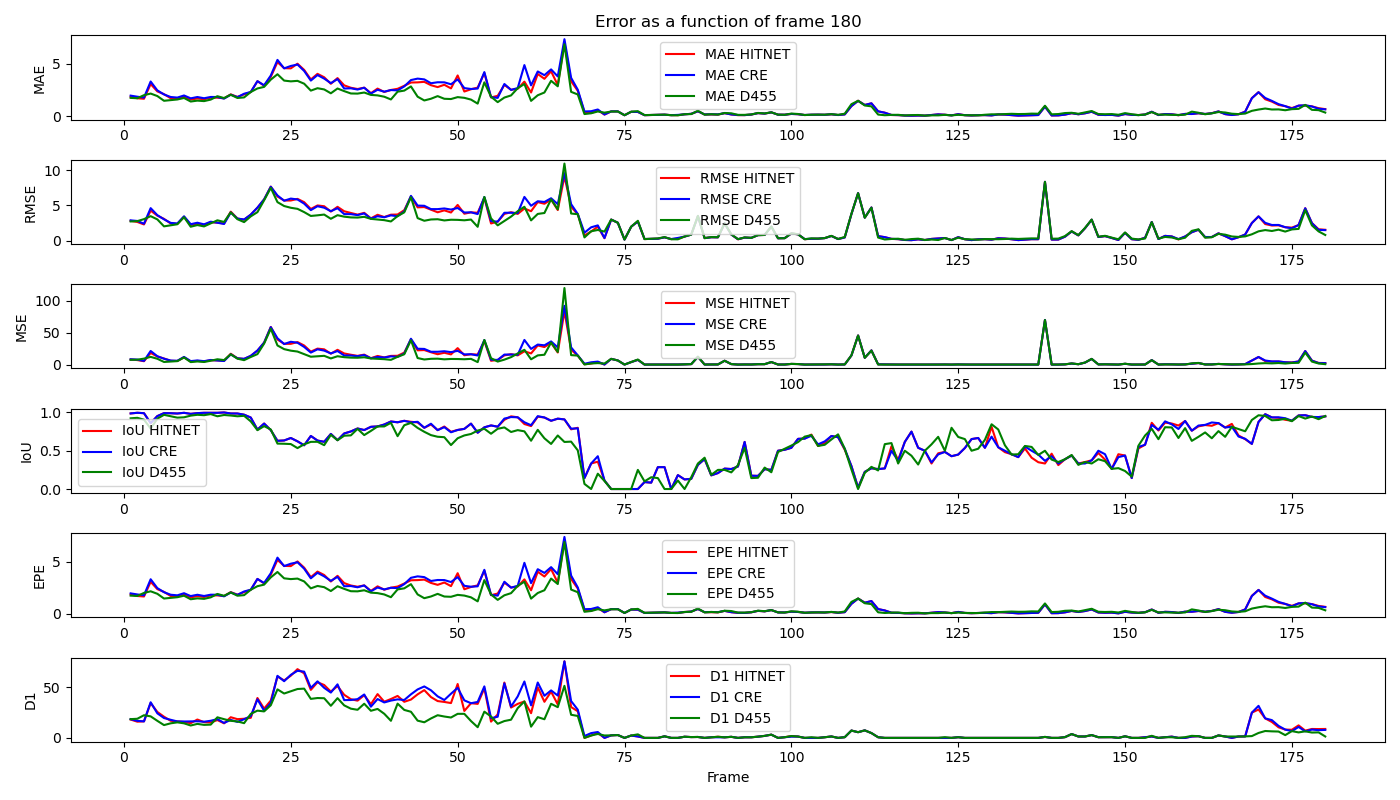 Error as a function of frame 180
MAE
5
0
MAE HITNET
MAE CRE
MAE D455
0 25 50 75 100 125 150 175
RMSE
10
5
0
RMSE HITNET
RMSE CRE
RMSE D455
0 25 50 75 100 125 150 175
MSE
100
50
0
MSE HITNET
MSE CRE
MSE D455
0 25 50 75 100 125 150 175
IoU
1.0
0.5
0.0
IoU HITNET
IoU CRE
IoU D455
0 25 50 75 100 125 150 175
EPE
5
0
EPE HITNET
EPE CRE
EPE D455
0 25 50 75 100 125 150 175
D1
50
0
D1 HITNET
D1 CRE
D1 D455
0 25 50 75 100 125 150 175
Frame